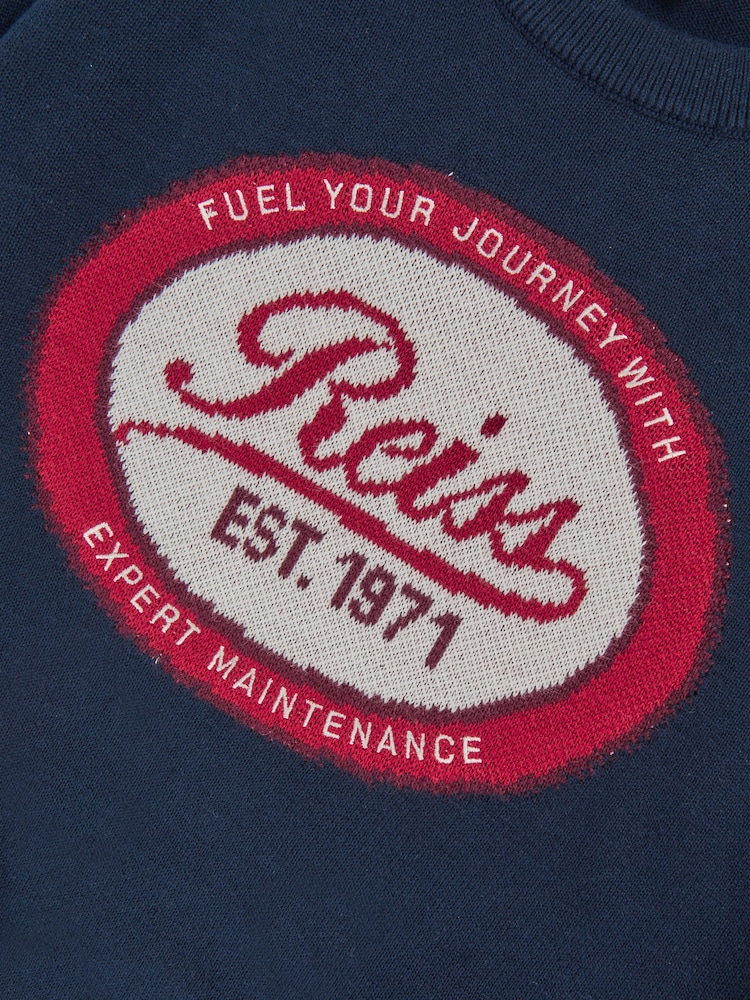 FUEL YOUR JOURNEY WITH
Reiss
EST. 1971
EXPERT MAINTENANCE